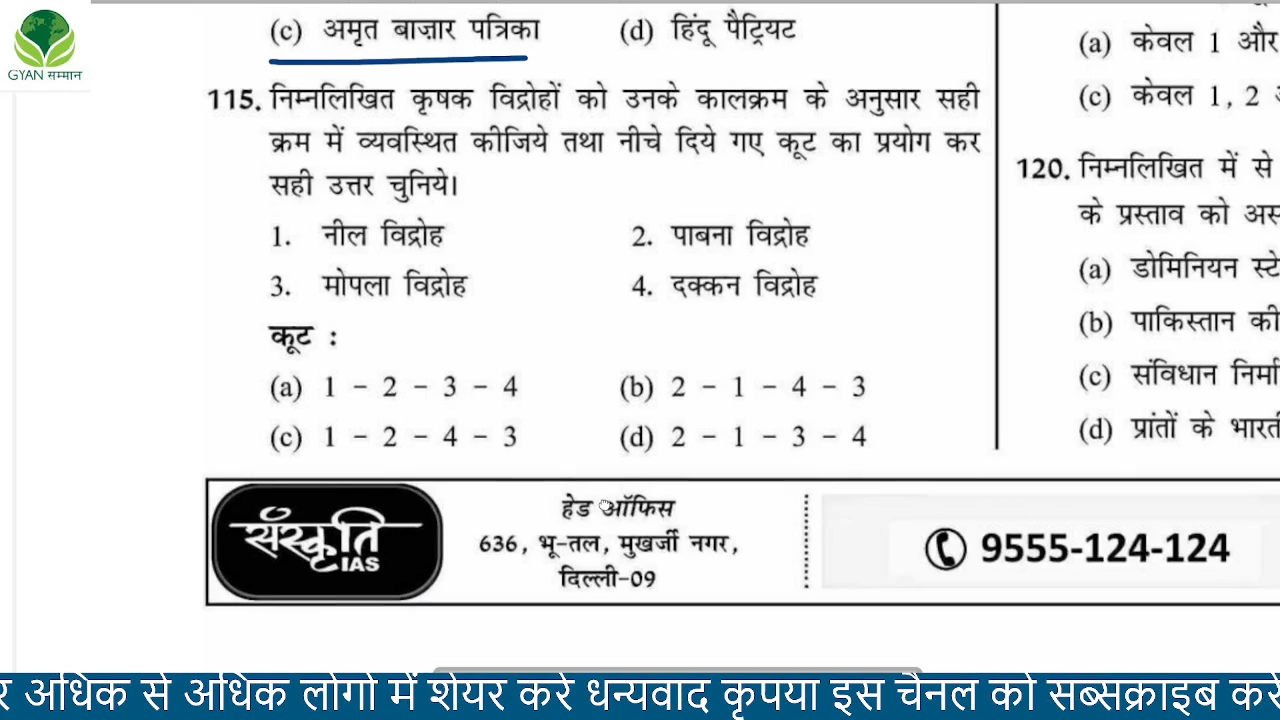 GYAN सम्मान
(c) अमृत बाज़ार पत्रिका (d) हिंदू पैट्रियट
115. निम्नलिखित कृषक विद्रोहों को उनके कालक्रम के अनुसार सही
क्रम में व्यवस्थित कीजिये तथा नीचे दिये गए कूट का प्रयोग कर
सही उत्तर चुनिये।
1. नील विद्रोह 2. पाबना विद्रोह
3. मोपला विद्रोह 4. दक्कन विद्रोह
कूट :
(a) 1 - 2 - 3 - 4 (b) 2 - 1 - 4 - 3
(c) 1 - 2 - 4 - 3 (d) 2 - 1 - 3 - 4
(a) केवल 1 और
(c) केवल 1, 2
120. निम्नलिखित में से
के प्रस्ताव को
(a) डोमिनियन
(b) पाकिस्तान की
(c) संविधान
(d) प्रांतों के
संस्कृति
IAS
हेड ऑफिस
636, भू-तल, मुखर्जी नगर,
दिल्ली-09
9555-124-124
अधिक से अधिक लोगो में शेयर करे धन्यवाद कृपया इस चैनल को सब्सक्राइब करे